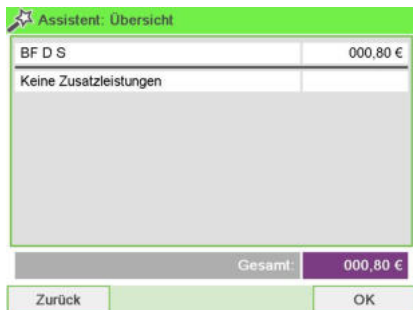 Assistent: Übersicht
BF D S 000,80 €
Keine Zusatzleistungen
Gesamt: 000,80 €
Zurück OK